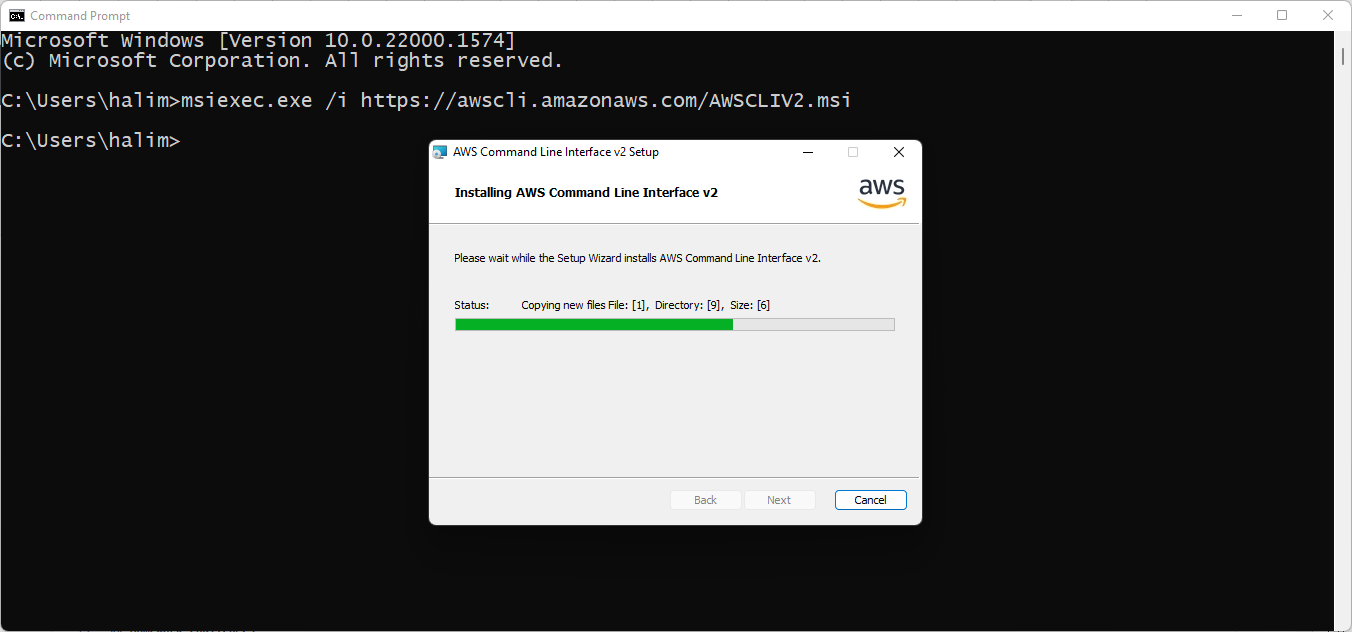 Command Prompt
Microsoft Windows [Version 10.0.22000.1574]
(c) Microsoft Corporation. All rights reserved.
C:\Users\halim>msiexec.exe /i https://awscli.amazonaws.com/AWSCLIV2.msi
C:\Users\halim>
AWS Command Line Interface v2 Setup
Installing AWS Command Line Interface v2
aws
Please wait while the Setup Wizard installs AWS Command Line Interface v2.
Status: Copying new files File: [1], Directory: [9], Size: [6]
Back Next Cancel